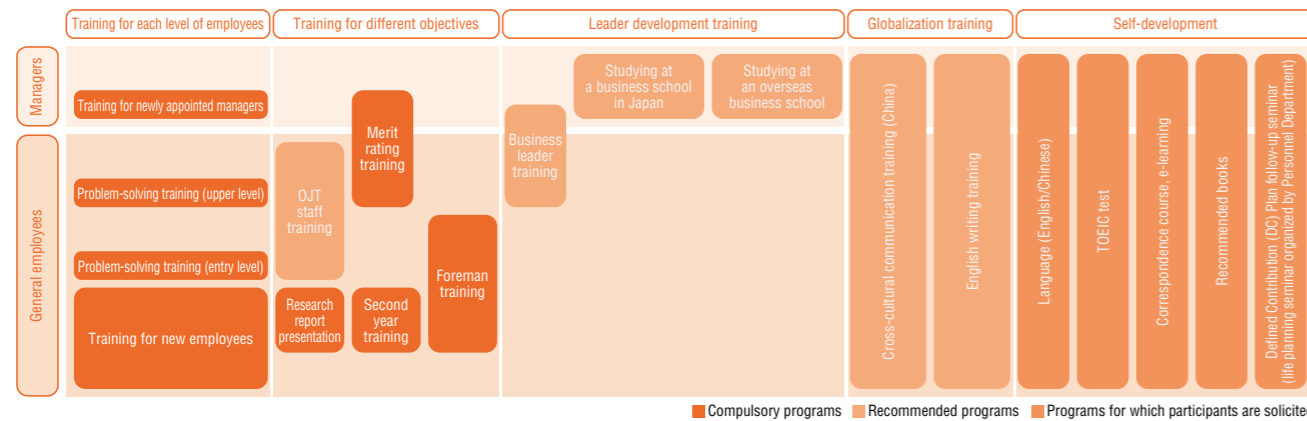 Training for each level of employees
Training for different objectives
Leader development training
Globalization training
Self-development
Managers
General employees
Training for newly appointed managers
Problem-solving training (upper level)
Problem-solving training (entry level)
Training for new employees
OJT
staff
training
Research
report
presentation
Merit
rating
training
Second
year
training
Foreman
training
Business
leader
training
Studying at
a business school
in Japan
Studying at
an overseas
business school
Cross-cultural communication training (China)
English writing training
Language (English/Chinese)
TOEIC test
Correspondence course, e-learning
Recommended books
Defined Contribution (DC) Plan follow-up seminar
(life planning seminar organized by Personnel Department)
Compulsory programs
Recommended programs
Programs for which participants are solicited